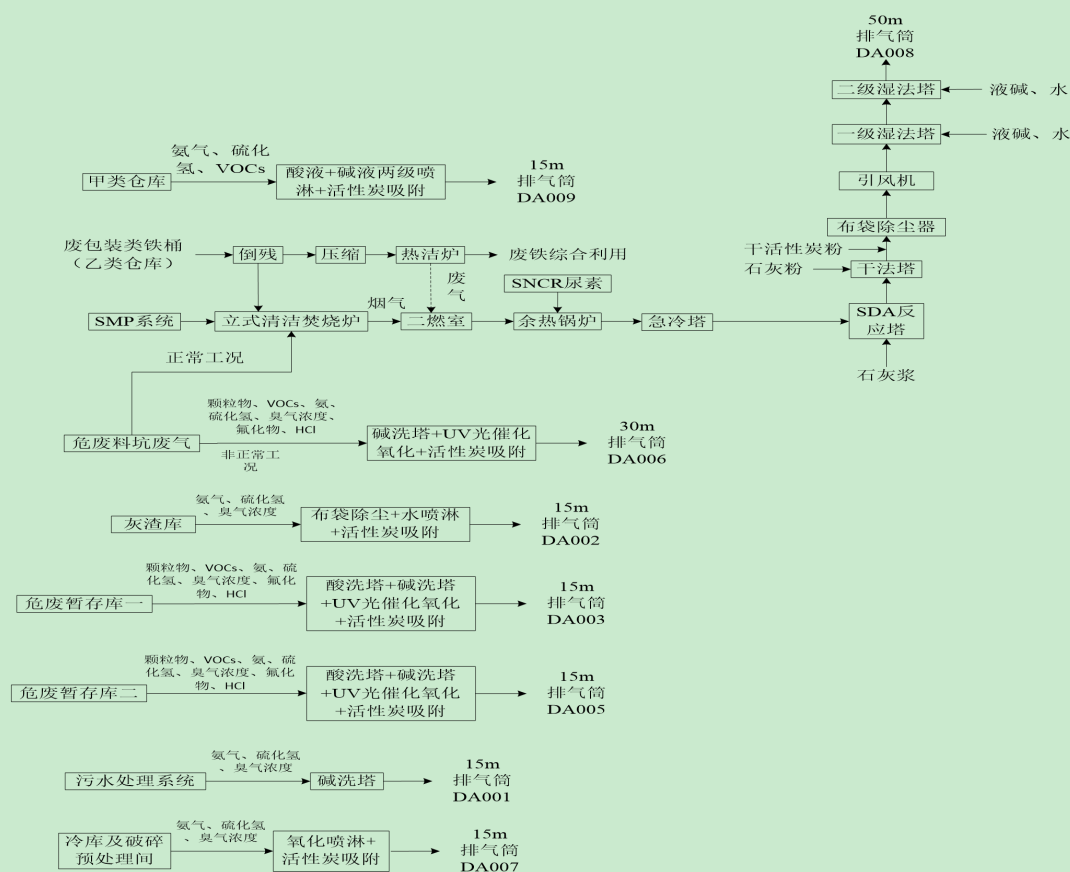 50m
排气筒
DA008
二级湿法塔
液碱、水
一级湿法塔
液碱、水
引风机
布袋除尘器
干活性炭粉
石灰粉
干法塔
SDA反
应塔
石灰浆
氨气、硫化
氢、VOCs
甲类仓库
酸液+碱液两级喷
淋+活性炭吸附
15m
排气筒
DA009
废包装类铁桶
（乙类仓库）
倒残
压缩
热洁炉
废铁综合利用
废
气
SNCR尿素
烟气
SMP系统
立式清洁焚烧炉
二燃室
余热锅炉
急冷塔
正常工况
颗粒物、VOCs、氨、
硫化氢、臭气浓度、
氟化物、HCl
危废料坑废气
非正常工
况
碱洗塔+UV光催化
氧化+活性炭吸附
30m
排气筒
DA006
氨气、硫化氢
、臭气浓度
灰渣库
布袋除尘+水喷淋
+活性炭吸附
15m
排气筒
DA002
颗粒物、VOCs、氨、硫
化氢、臭气浓度、氟化
物、HCl
危废暂存库一
酸洗塔+碱洗塔
+UV光催化氧化
+活性炭吸附
15m
排气筒
DA003
颗粒物、VOCs、氨、硫
化氢、臭气浓度、氟化
物、HCl
危废暂存库二
酸洗塔+碱洗塔
+UV光催化氧化
+活性炭吸附
15m
排气筒
DA005
氨气、硫化氢
、臭气浓度
污水处理系统
碱洗塔
15m
排气筒
DA001
氨气、硫化氢
、臭气浓度
冷库及破碎
预处理间
氧化喷淋+
活性炭吸附
15m
排气筒
DA007